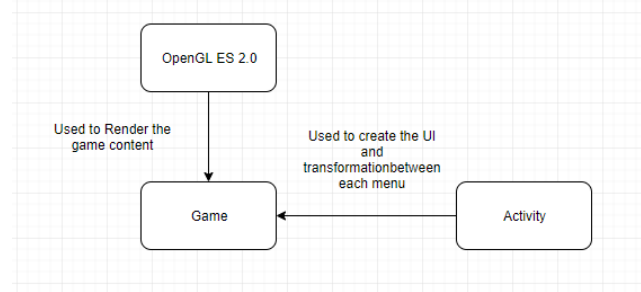 OpenGL ES 2.0
Used to Render the
game content
Used to create the UI
and
transformationbetween
each menu
Game
Activity